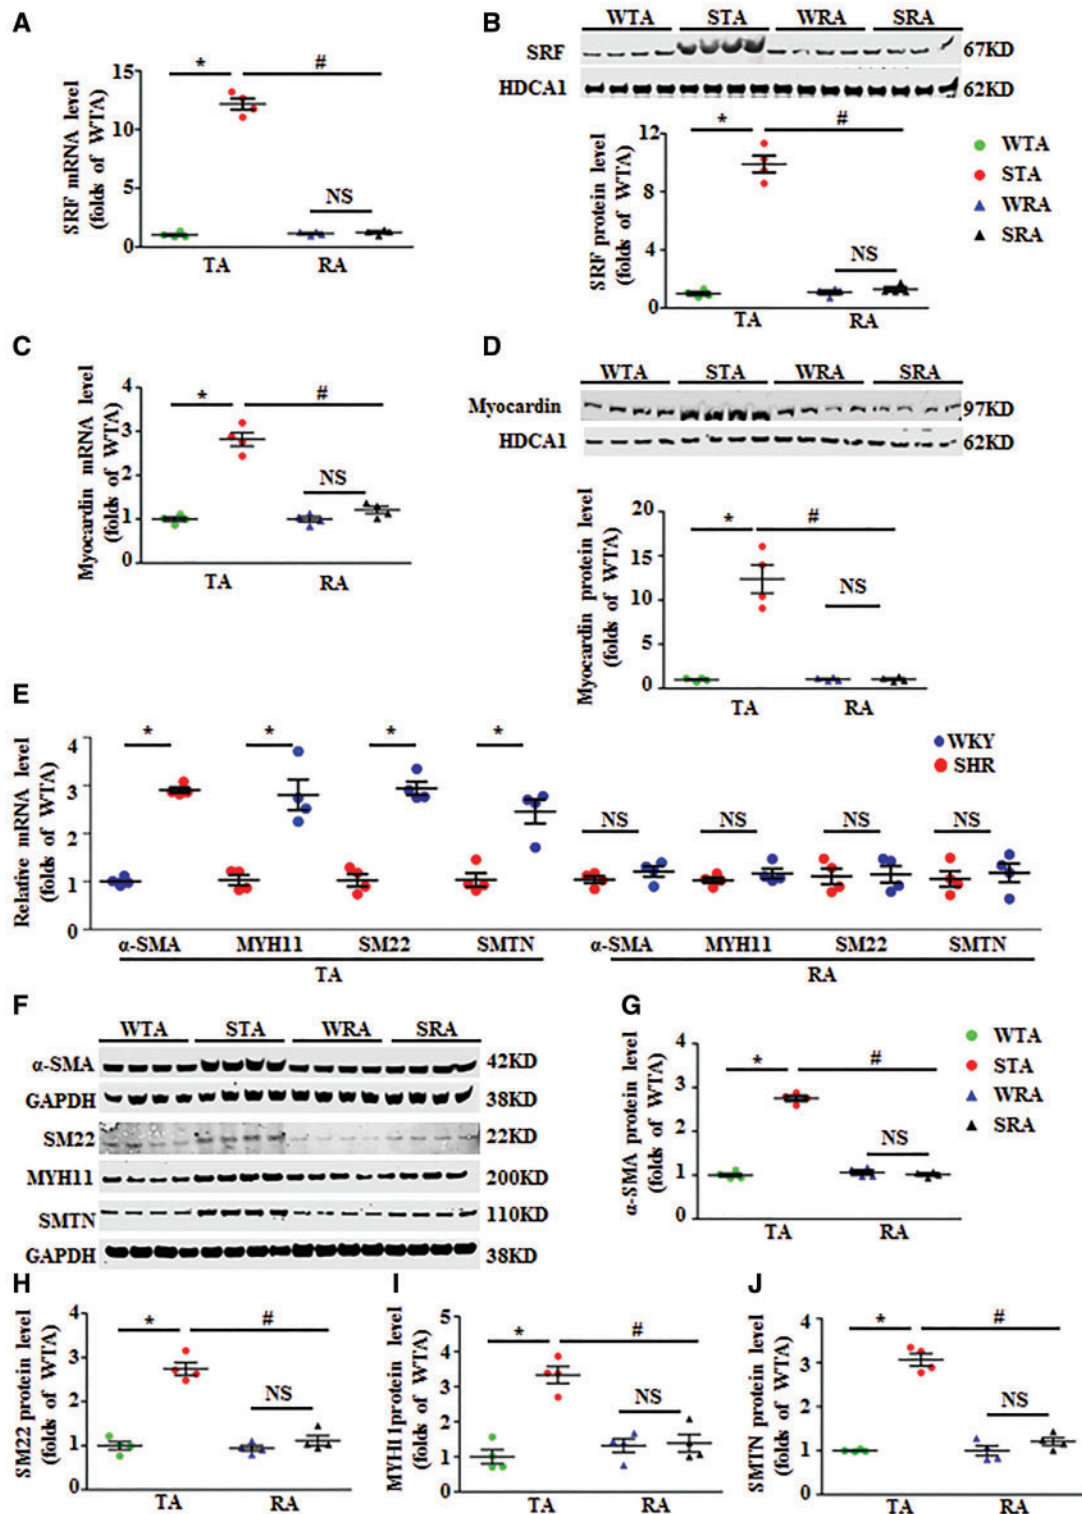 A
SRF mRNA level
(folds of WTA)
15
10
5
0
*
#
NS
TA RA
B
WTA STA WRA SRA
SRF 67KD
HDCA1 62KD
SRF protein level
(folds of WTA)
12
8
4
0
*
#
NS
TA RA
WTA
STA
WRA
SRA
C
Myocardin mRNA level
(folds of WTA)
4
3
2
1
0
*
#
NS
TA RA
D
WTA STA WRA SRA
Myocardin 97KD
HDCA1 62KD
Myocardin protein level
(folds of WTA)
20
15
10
5
0
*
#
NS
TA RA
E
Relative mRNA level
(folds of WTA)
4
3
2
1
0
* * * *
NS NS NS NS
WKY
SHR
α-SMA MYH11 SM22 SMTN α-SMA MYH11 SM22 SMTN
TA RA
F
WTA STA WRA SRA
α-SMA 42KD
GAPDH 38KD
SM22 22KD
MYH11 200KD
SMTN 110KD
GAPDH 38KD
G
α-SMA protein level
(folds of WTA)
4
3
2
1
0
*
#
NS
TA RA
WTA
STA
WRA
SRA
H
SM22 protein level
(folds of WTA)
4
3
2
1
0
*
#
NS
TA RA
I
MYH11protein level
(folds of WTA)
5
4
3
2
1
0
*
#
NS
TA RA
J
SMTN protein level
(folds of WTA)
4
3
2
1
0
*
#
NS
TA RA